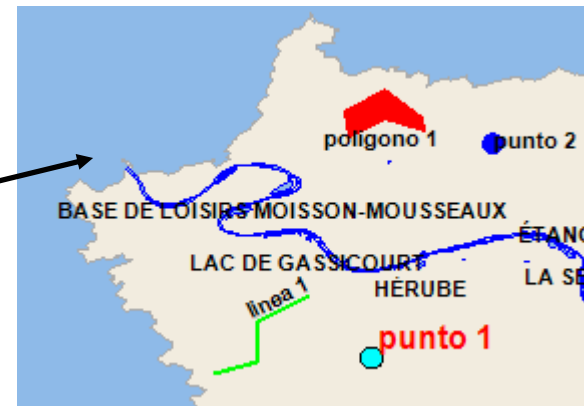 poligono 1
punto 2
BASE DE LOISIRS MOISSON-MOUSSEAUX
ÉTANG
LAC DE GASSICOURT
LA SE
HÉRUBE
linea 1
punto 1